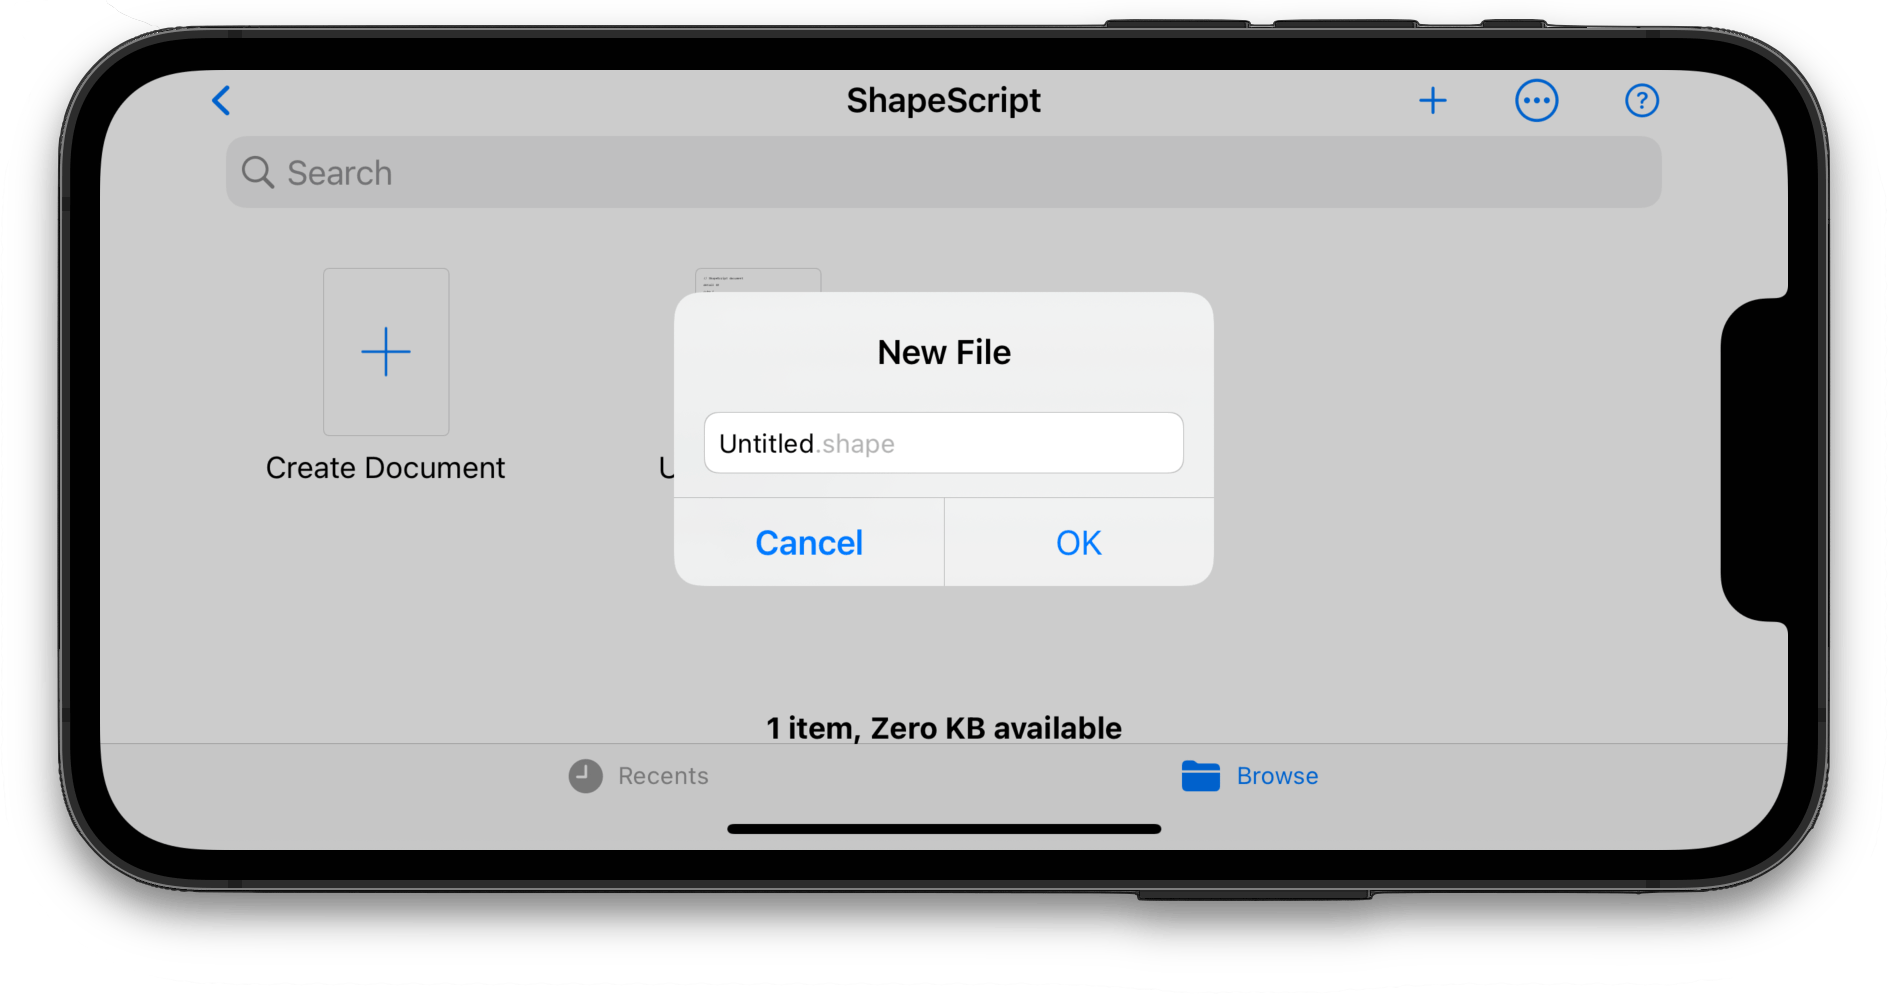 ShapeScript
?
Search
New File
Untitled.shape
Create Document
U
Cancel
OK
1 item, Zero KB available
Recents
Browse